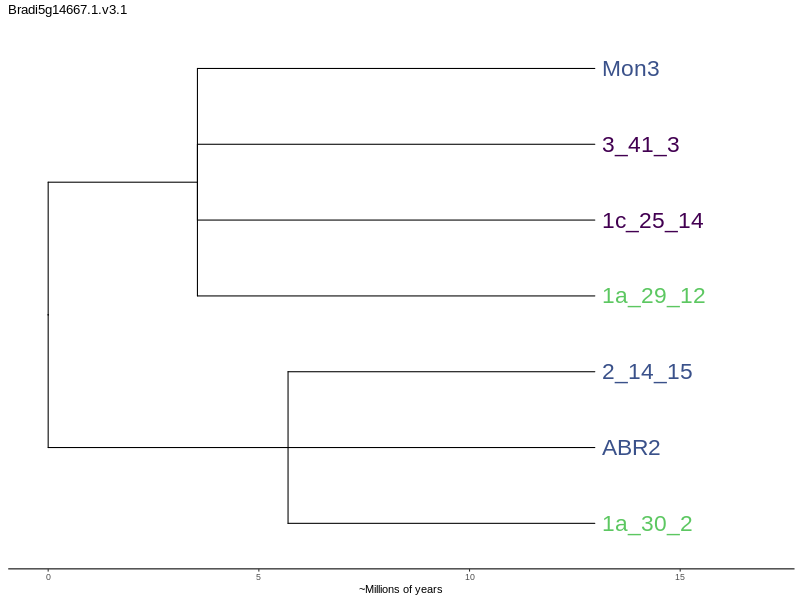 Bradi5g14667.1.v3.1
Mon3
3_41_3
1c_25_14
1a_29_12
2_14_15
ABR2
1a_30_2
0 5 10 15
~Millions of years